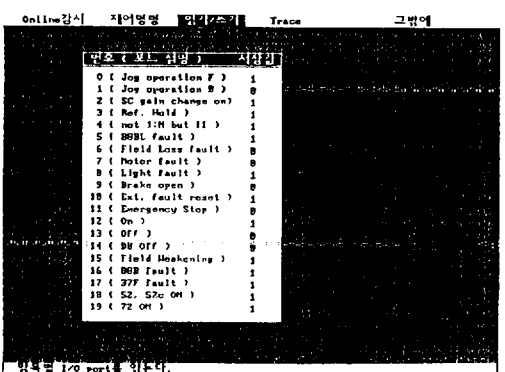 Online감시 제어명령 읽기/쓰기 Trace 그밖에
번호 ( 포트 설명 ) 저장값
0 ( Jog operation F ) 1
1 ( Jog operation B ) 0
2 ( SC gain change on) 1
3 ( Ref. Hold ) 1
4 ( not I:M but II ) 1
5 ( BBBL fault ) 1
6 ( Field Loss fault ) 0
7 ( Motor fault ) 0
8 ( Light fault ) 1
9 ( Brake open ) 0
10 ( Ext. fault reset ) 1
11 ( Emergency Stop ) 0
12 ( On ) 1
13 ( OFF ) 0
14 ( DB OFF ) 0
15 ( Field Weakening ) 1
16 ( BBB fault ) 1
17 ( 37F fault ) 1
18 ( 52, 52c ON ) 1
19 ( 72 ON ) 1
항목별 I/O port를 읽는다.